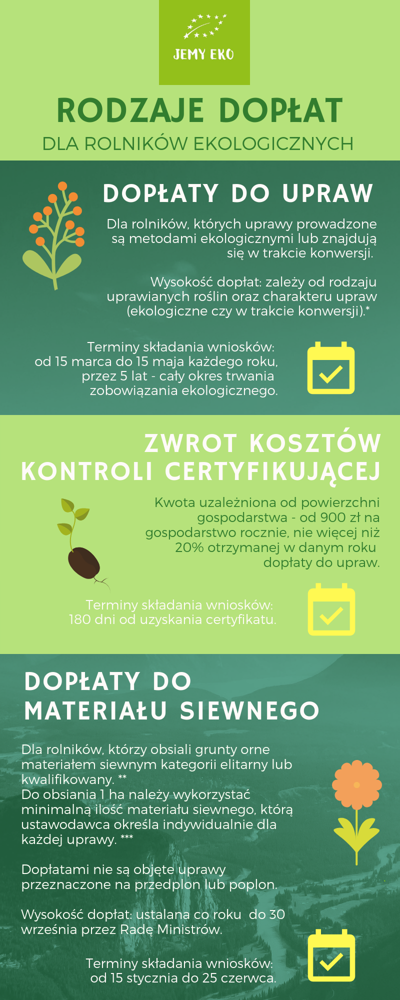 JEMY EKO
RODZAJE DOPŁAT
DLA ROLNIKÓW EKOLOGICZNYCH
DOPŁATY DO UPRAW
Dla rolników, których uprawy prowadzone
są metodami ekologicznymi lub znajdują
się w trakcie konwersji.
Wysokość dopłat: zależy od rodzaju
uprawianych roślin oraz charakteru upraw
(ekologiczne czy w trakcie konwersji).*
Terminy składania wniosków:
od 15 marca do 15 maja każdego roku,
przez 5 lat - cały okres trwania
zobowiązania ekologicznego.
ZWROT KOSZTÓW
KONTROLI CERTYFIKUJĄCEJ
Kwota uzależniona od powierzchni
gospodarstwa - od 900 zł na
gospodarstwo rocznie, nie więcej niż
20% otrzymanej w danym roku
dopłaty do upraw.
Terminy składania wniosków:
180 dni od uzyskania certyfikatu.
DOPŁATY DO
MATERIAŁU SIEWNEGO
Dla rolników, którzy obsiali grunty orne
materiałem siewnym kategorii elitarny lub
kwalifikowany. **
Do obsiania 1 ha należy wykorzystać
minimalną ilość materiału siewnego, którą
ustawodawca określa indywidualnie dla
każdej uprawy. ***
Dopłatami nie są objęte uprawy
przeznaczone na przedplon lub poplon.
Wysokość dopłat: ustalana co roku do 30
września przez Radę Ministrów.
Terminy składania wniosków:
od 15 stycznia do 25 czerwca.